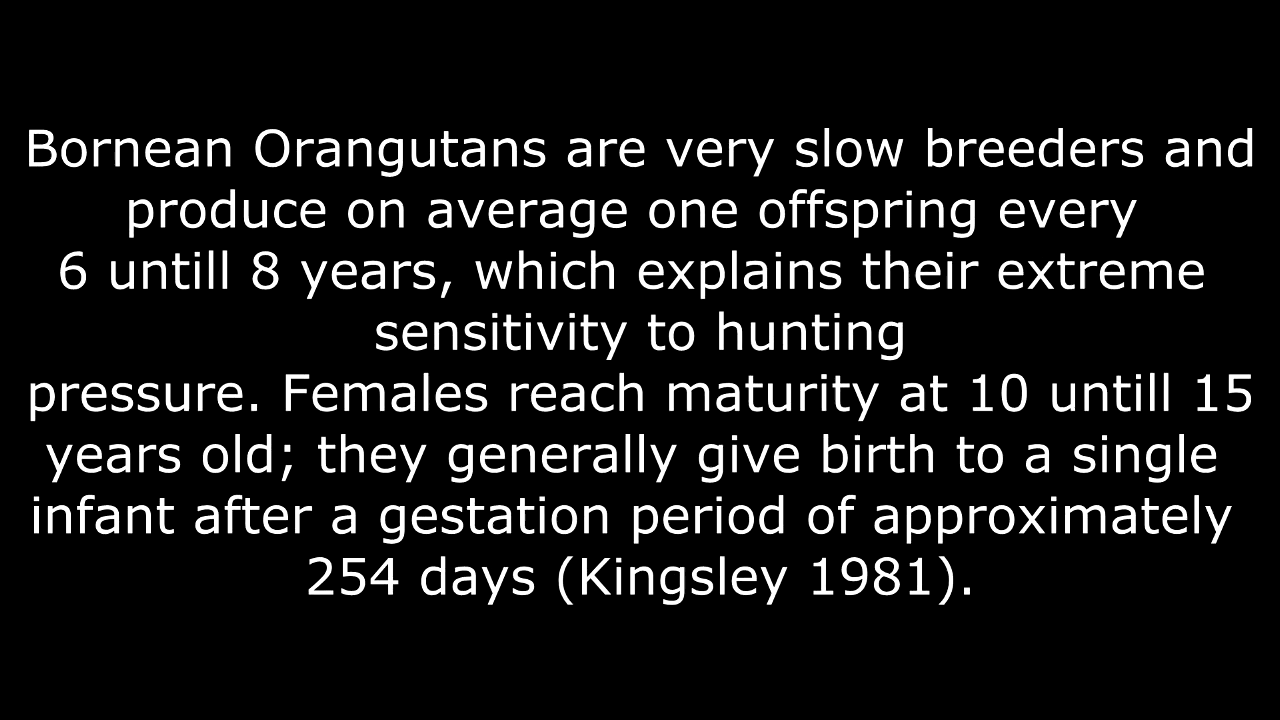 Bornean Orangutans are very slow breeders and
produce on average one offspring every
6 untill 8 years, which explains their extreme
sensitivity to hunting
pressure. Females reach maturity at 10 untill 15
years old; they generally give birth to a single
infant after a gestation period of approximately
254 days (Kingsley 1981).